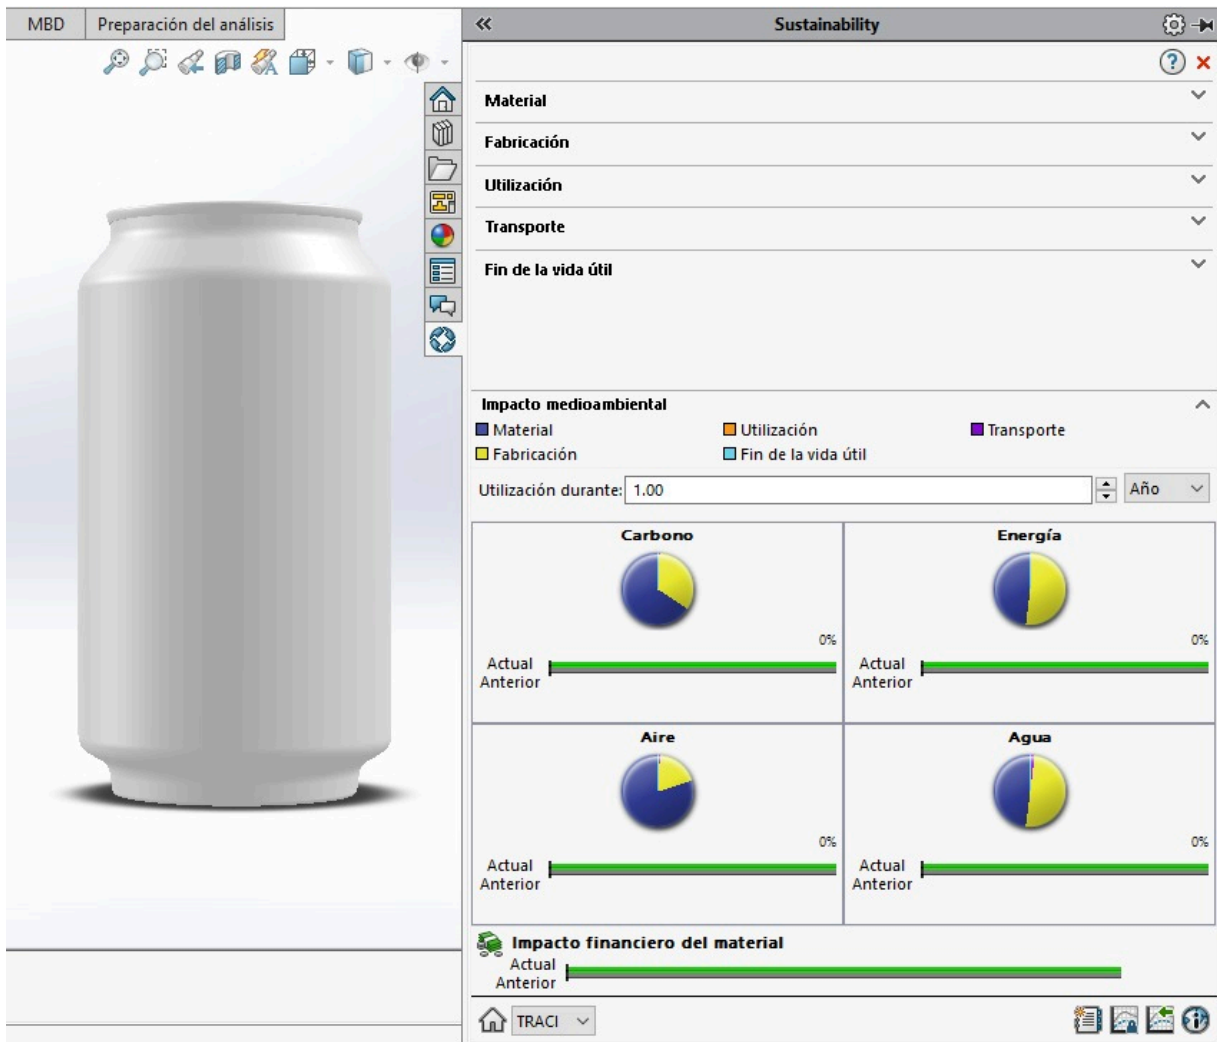 MBD Preparación del análisis
Sustainability
Material
Fabricación
Utilización
Transporte
Fin de la vida útil
Impacto medioambiental
Material Utilización Transporte
Fabricación Fin de la vida útil
Utilización durante: 1.00 Año
Carbono
0%
Actual
Anterior
Energía
0%
Actual
Anterior
Aire
0%
Actual
Anterior
Agua
0%
Actual
Anterior
Impacto financiero del material
Actual
Anterior
TRACI